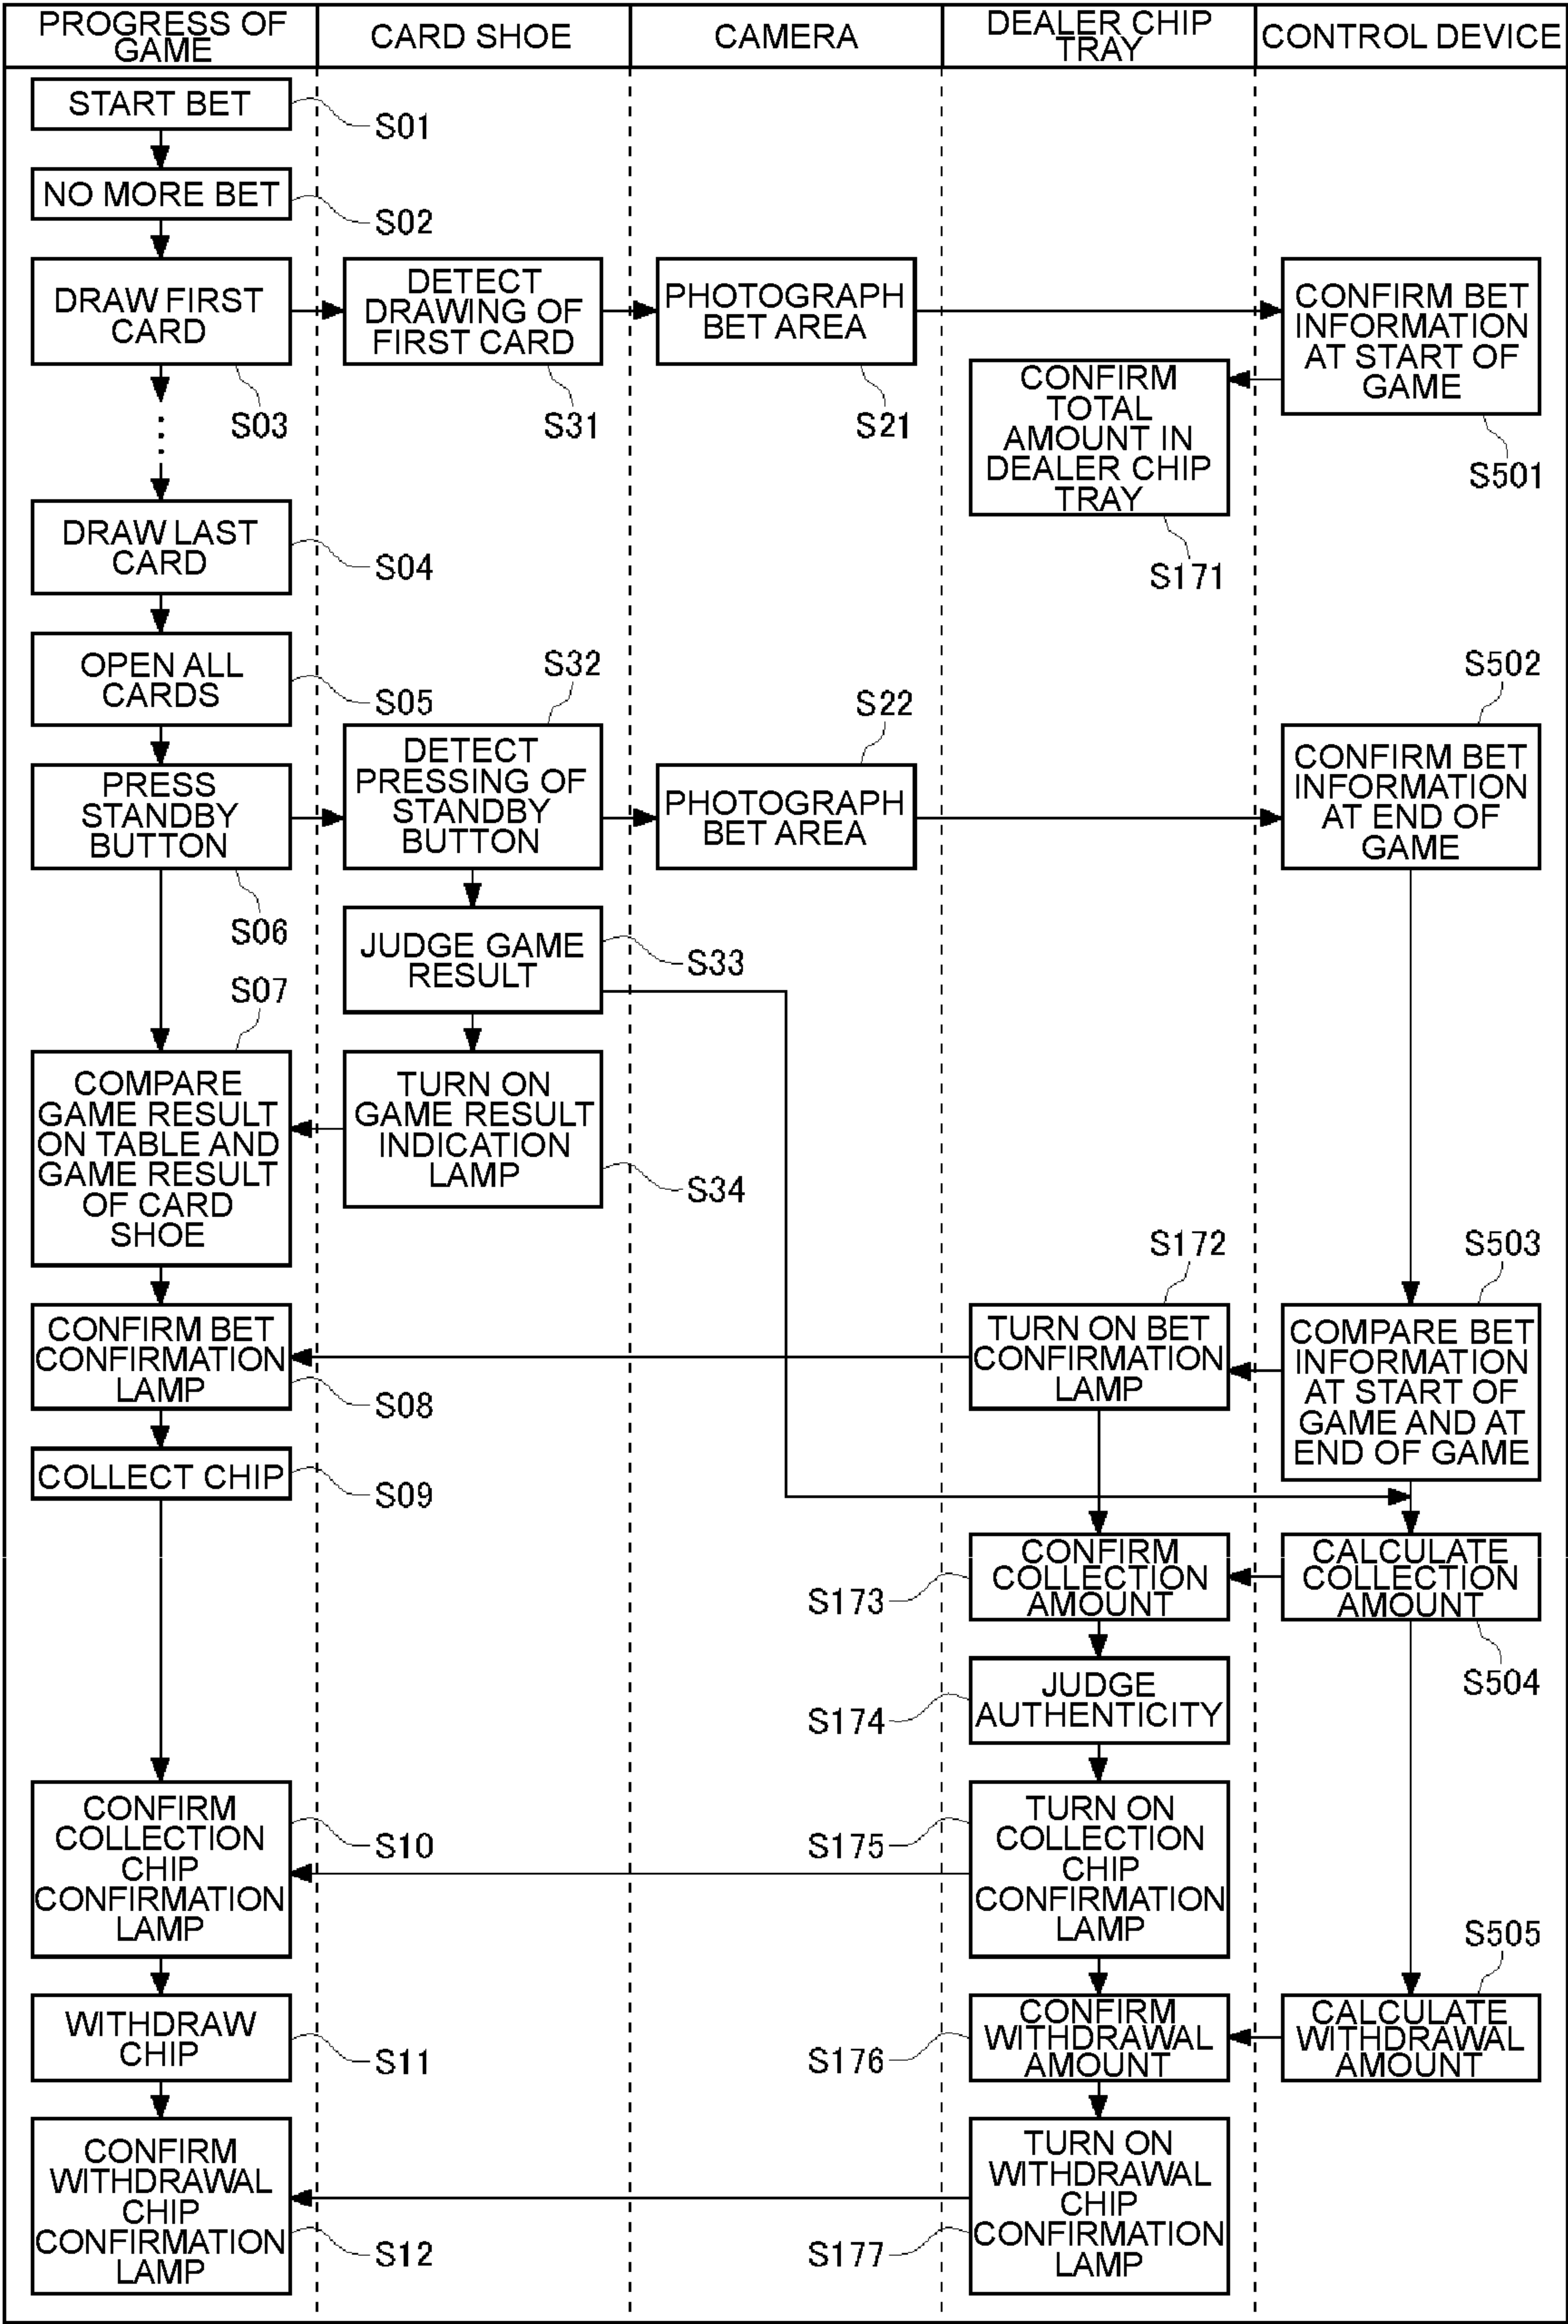 PROGRESS OF
GAME
CARD SHOE
CAMERA
DEALER CHIP
TRAY
CONTROL DEVICE
START BET
S01
NO MORE BET
S02
DRAW FIRST
CARD
S03
DETECT
DRAWING OF
FIRST CARD
S31
PHOTOGRAPH
BET AREA
S21
CONFIRM BET
INFORMATION
AT START OF
GAME
S501
CONFIRM
TOTAL
AMOUNT IN
DEALER CHIP
TRAY
S171
DRAW LAST
CARD
S04
OPEN ALL
CARDS
S05
PRESS
STANDBY
BUTTON
S06
S32
DETECT
PRESSING OF
STANDBY
BUTTON
S22
PHOTOGRAPH
BET AREA
S502
CONFIRM BET
INFORMATION
AT END OF
GAME
JUDGE GAME
RESULT
S33
S07
COMPARE
GAME RESULT
ON TABLE AND
GAME RESULT
OF CARD
SHOE
TURN ON
GAME RESULT
INDICATION
LAMP
S34
S172
TURN ON BET
CONFIRMATION
LAMP
S503
COMPARE BET
INFORMATION
AT START OF
GAME AND AT
END OF GAME
CONFIRM BET
CONFIRMATION
LAMP
S08
COLLECT CHIP
S09
S173
CONFIRM
COLLECTION
AMOUNT
CALCULATE
COLLECTION
AMOUNT
S504
S174
JUDGE
AUTHENTICITY
CONFIRM
COLLECTION
CHIP
CONFIRMATION
LAMP
S10
S175
TURN ON
COLLECTION
CHIP
CONFIRMATION
LAMP
S505
WITHDRAW
CHIP
S11
S176
CONFIRM
WITHDRAWAL
AMOUNT
CALCULATE
WITHDRAWAL
AMOUNT
CONFIRM
WITHDRAWAL
CHIP
CONFIRMATION
LAMP
S12
S177
TURN ON
WITHDRAWAL
CHIP
CONFIRMATION
LAMP